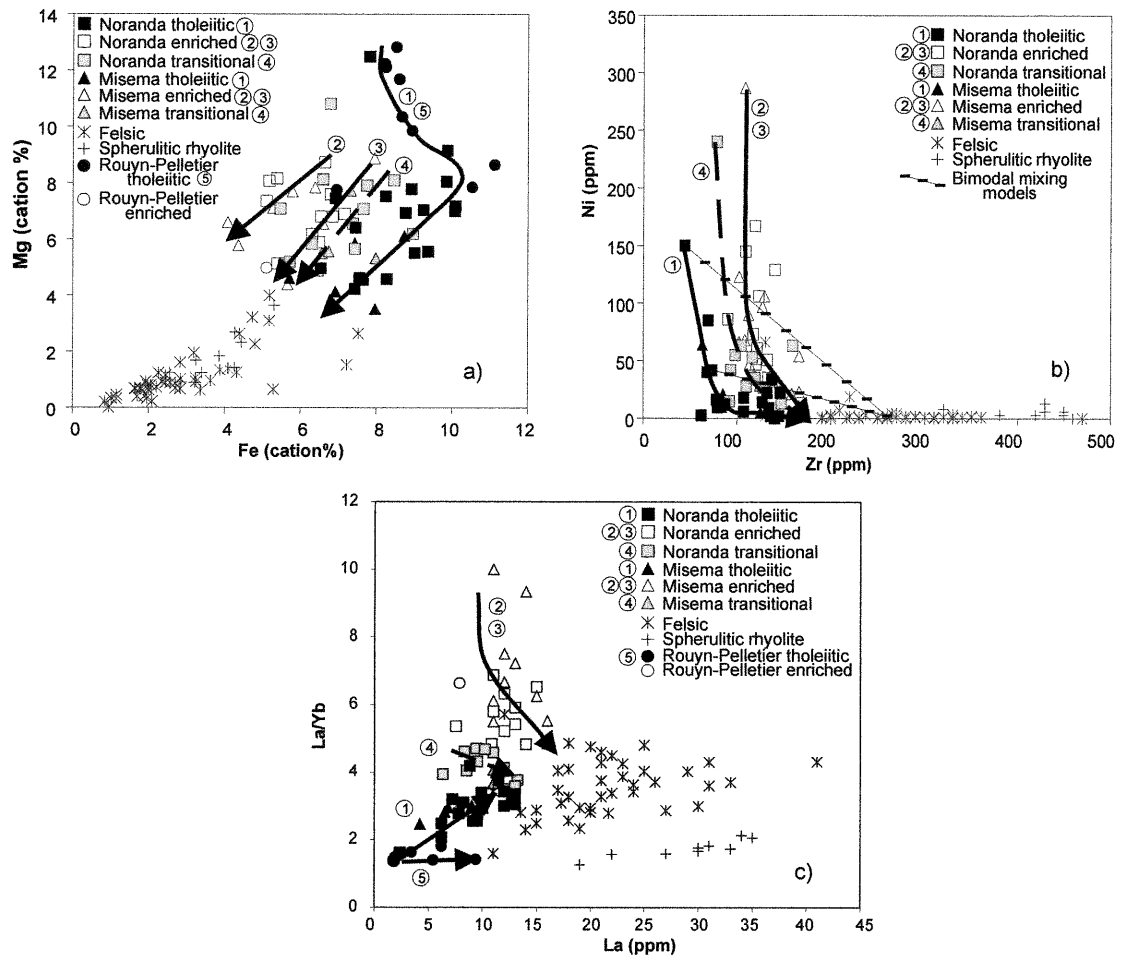 14
12
10
8
6
4
2
0
Mg (cation %)
0
2
4
6
8
10
12
Fe (cation%)
Noranda tholeiitic ①
Noranda enriched ②③
Noranda transitional ④
Misema tholeiitic ①
Misema enriched ②③
Misema transitional ④
Felsic
Spherulitic rhyolite
Rouyn-Pelletier
tholeiitic ⑤
Rouyn-Pelletier
enriched
①
⑤
②
③
④
a)
350
300
250
200
150
100
50
0
Ni (ppm)
0
100
200
300
400
500
Zr (ppm)
① Noranda tholeiitic
②③ Noranda enriched
④ Noranda transitional
① Misema tholeiitic
②③ Misema enriched
④ Misema transitional
Felsic
Spherulitic rhyolite
Bimodal mixing
models
②
③
④
①
b)
12
10
8
6
4
2
0
La/Yb
0
5
10
15
20
25
30
35
40
45
La (ppm)
① Noranda tholeiitic
②③ Noranda enriched
④ Noranda transitional
① Misema tholeiitic
②③ Misema enriched
④ Misema transitional
Felsic
Spherulitic rhyolite
⑤ Rouyn-Pelletier tholeiitic
Rouyn-Pelletier enriched
②
③
④
①
⑤
c)